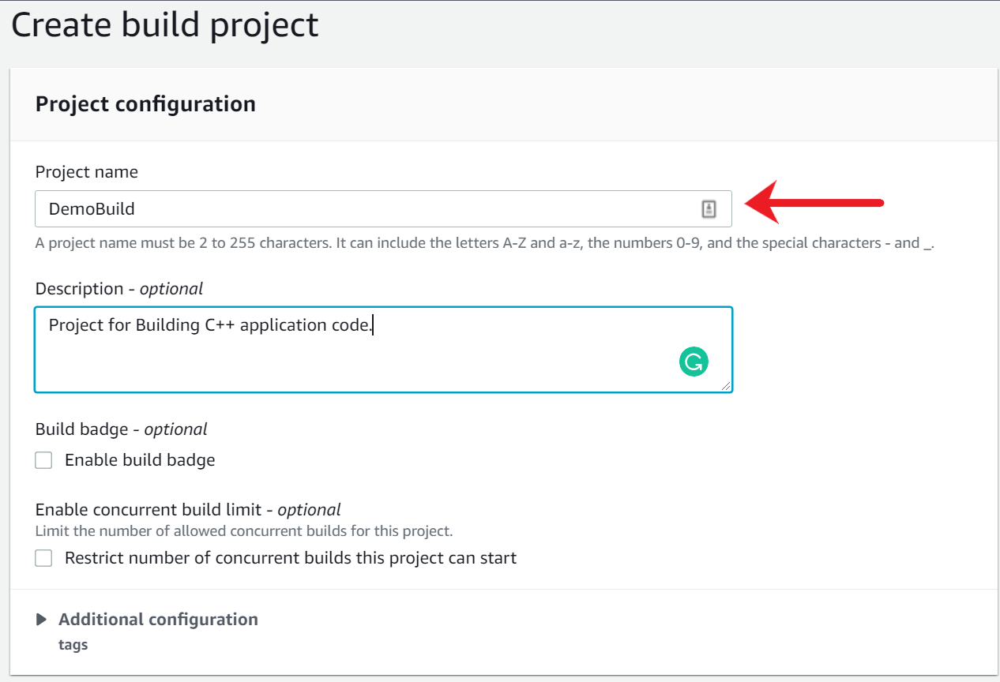 Create build project
Project configuration
Project name
DemoBuild
A project name must be 2 to 255 characters. It can include the letters A-Z and a-z, the numbers 0-9, and the special characters - and _.
Description - optional
Project for Building C++ application code.
Build badge - optional
Enable build badge
Enable concurrent build limit - optional
Limit the number of allowed concurrent builds for this project.
Restrict number of concurrent builds this project can start
Additional configuration
tags